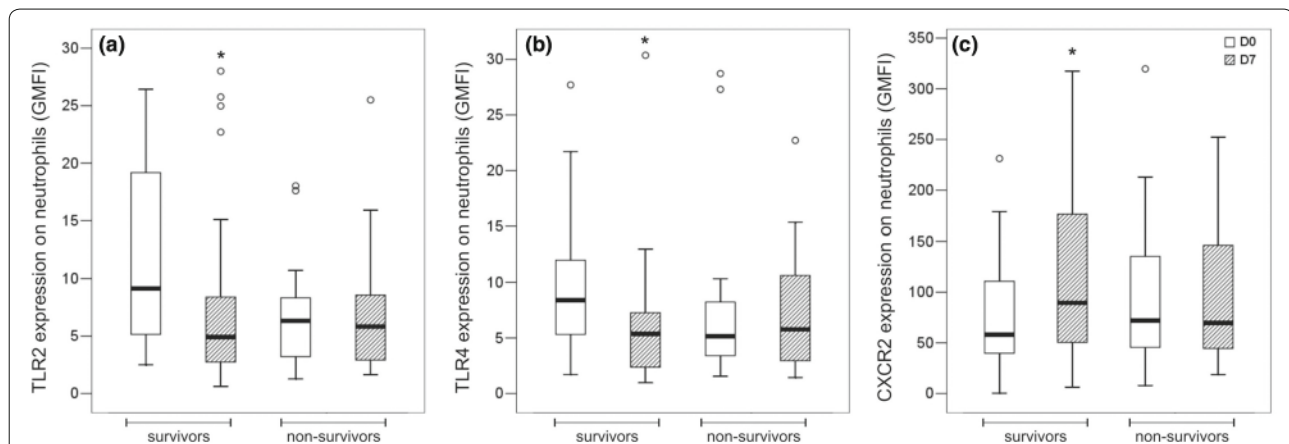 (a)
*
TLR2 expression on neutrophils (GMFI)
30
25
20
15
10
5
0
survivors
non-survivors
(b)
*
TLR4 expression on neutrophils (GMFI)
30
25
20
15
10
5
0
survivors
non-survivors
(c)
*
D0
D7
CXCR2 expression on neutrophils (GMFI)
350
300
250
200
150
100
50
0
survivors
non-survivors